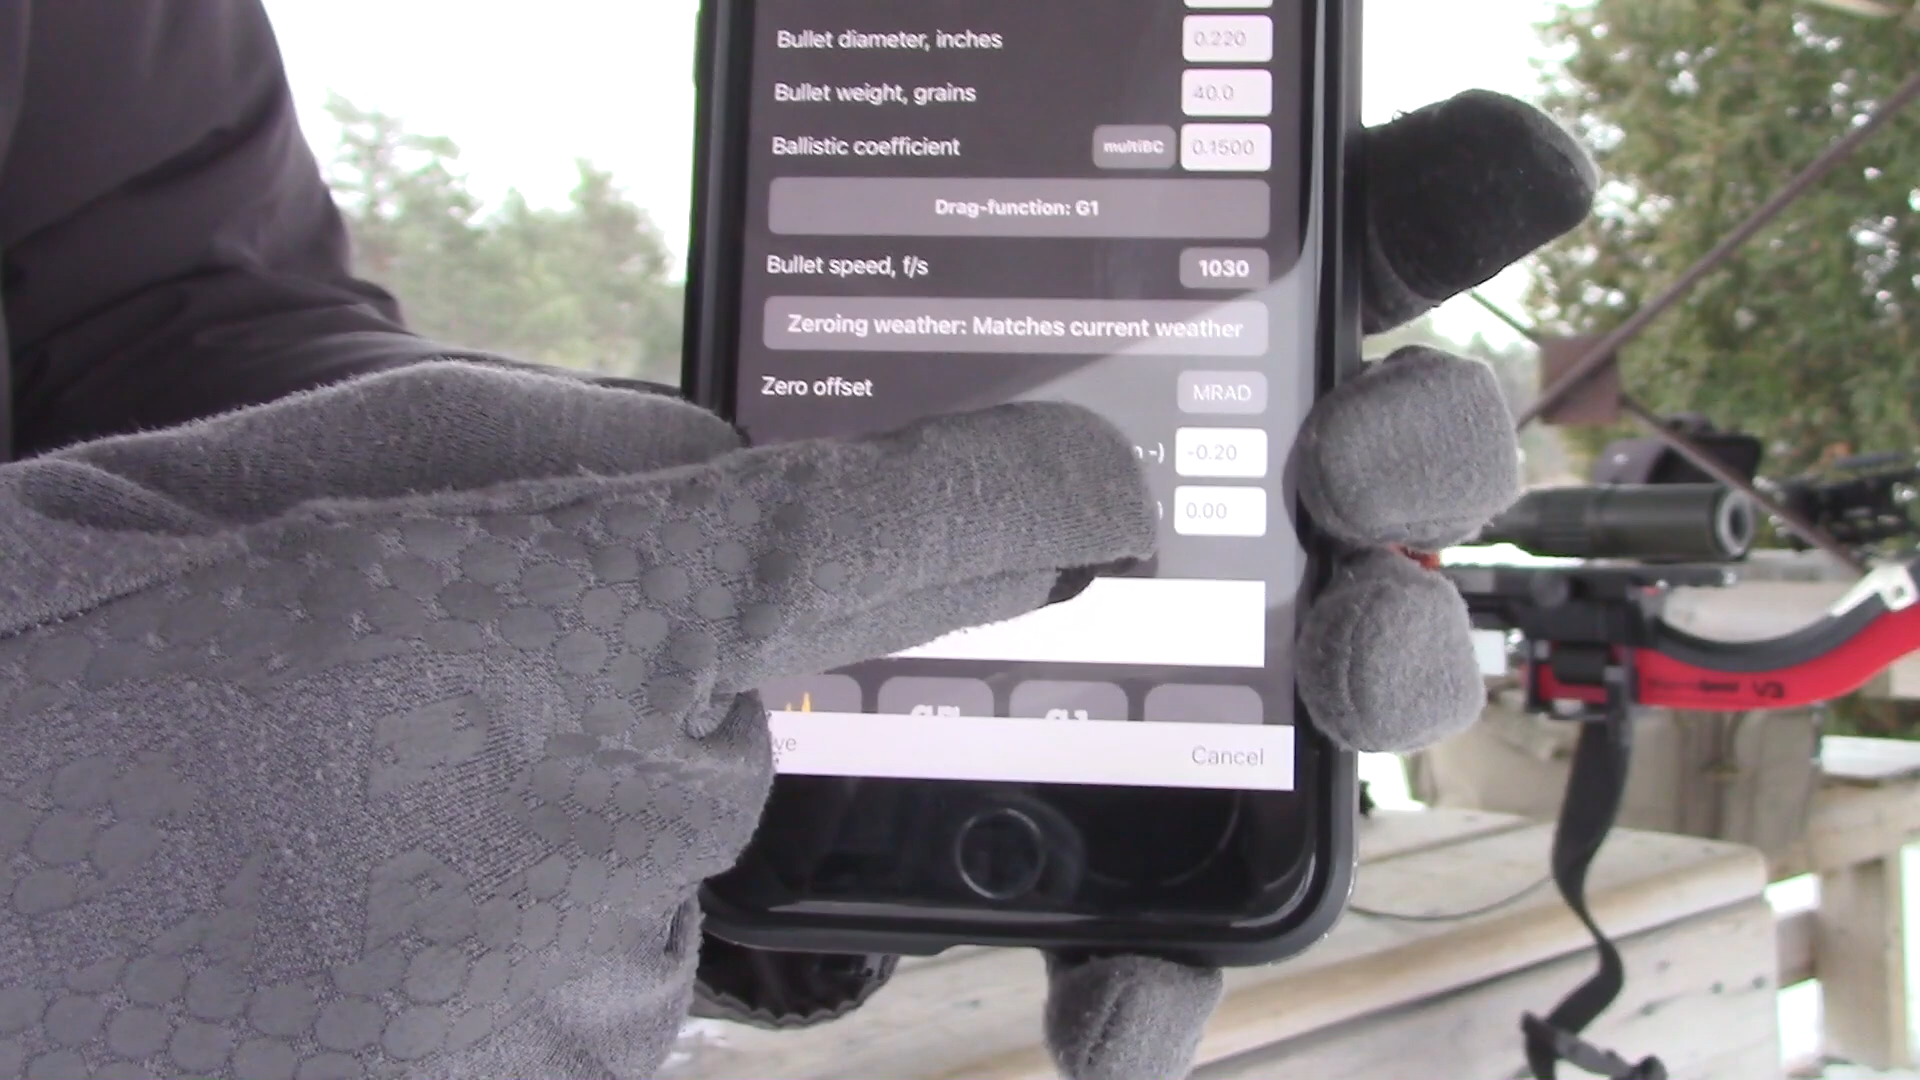 Bullet diameter, inches 0.220
Bullet weight, grains 40.0
Ballistic coefficient multiBC 0.1500
Drag-function: G1
Bullet speed, f/s 1030
Zeroing weather: Matches current weather
Zero offset MRAD
-) -0.20
) 0.00
Cancel
V3